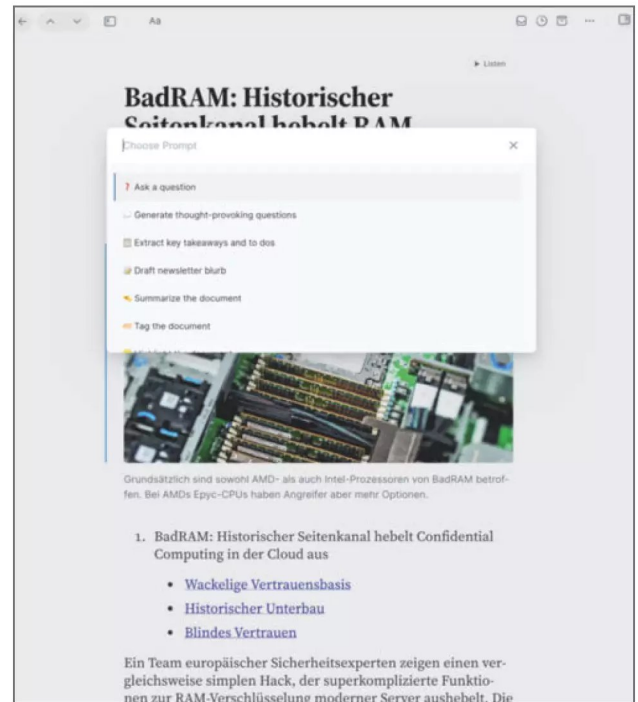 Aa
Listen
BadRAM: Historischer
Seitenkanal hebelt RAM
Choose Prompt
Ask a question
Generate thought-provoking questions
Extract key takeaways and to dos
Draft newsletter blurb
Summarize the document
Tag the document
Grundsätzlich sind sowohl AMD- als auch Intel-Prozessoren von BadRAM betrof-
fen. Bei AMDs Epyc-CPUs haben Angreifer aber mehr Optionen.
1. BadRAM: Historischer Seitenkanal hebelt Confidential
Computing in der Cloud aus
• Wackelige Vertrauensbasis
• Historischer Unterbau
• Blindes Vertrauen
Ein Team europäischer Sicherheitsexperten zeigen einen ver-
gleichsweise simplen Hack, der superkomplizierte Funktio-
nen zur RAM-Verschlüsselung moderner Server aushebelt. Die